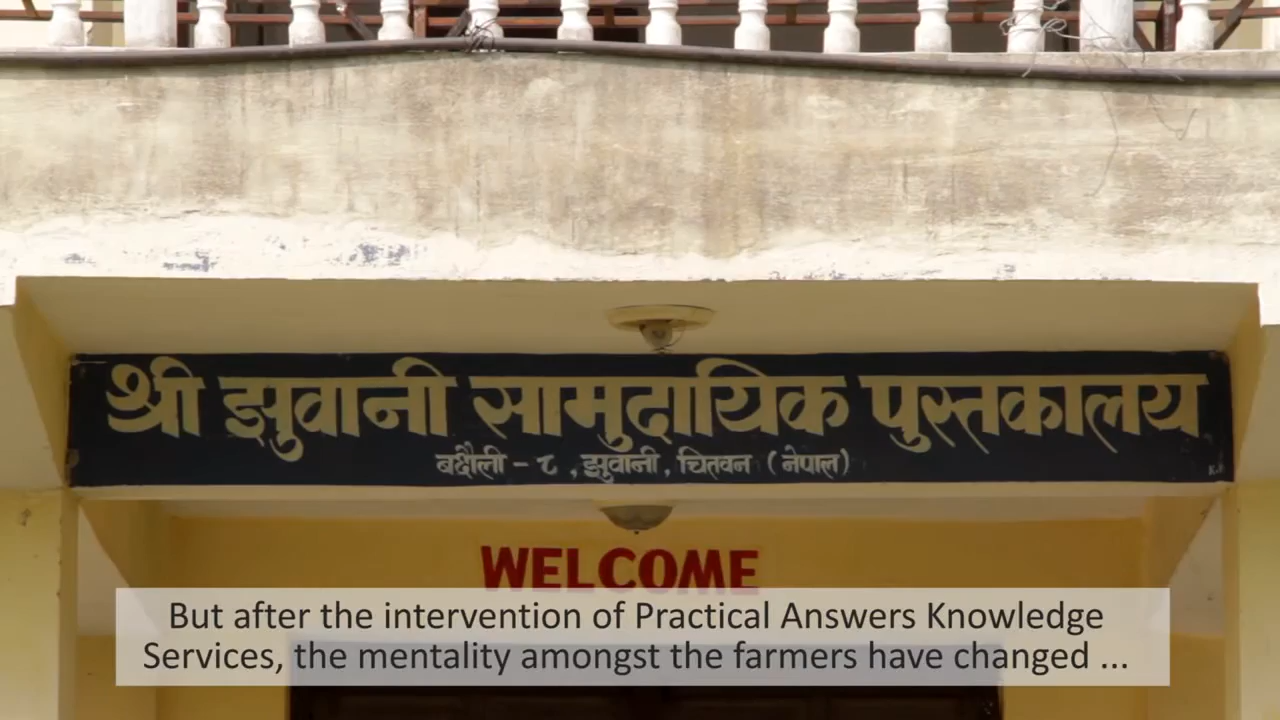 श्री झुवानी सामुदायिक पुस्तकालय
बछौली - ८, झुवानी, चितवन (नेपाल)
WELCOME
But after the intervention of Practical Answers Knowledge
Services, the mentality amongst the farmers have changed ...